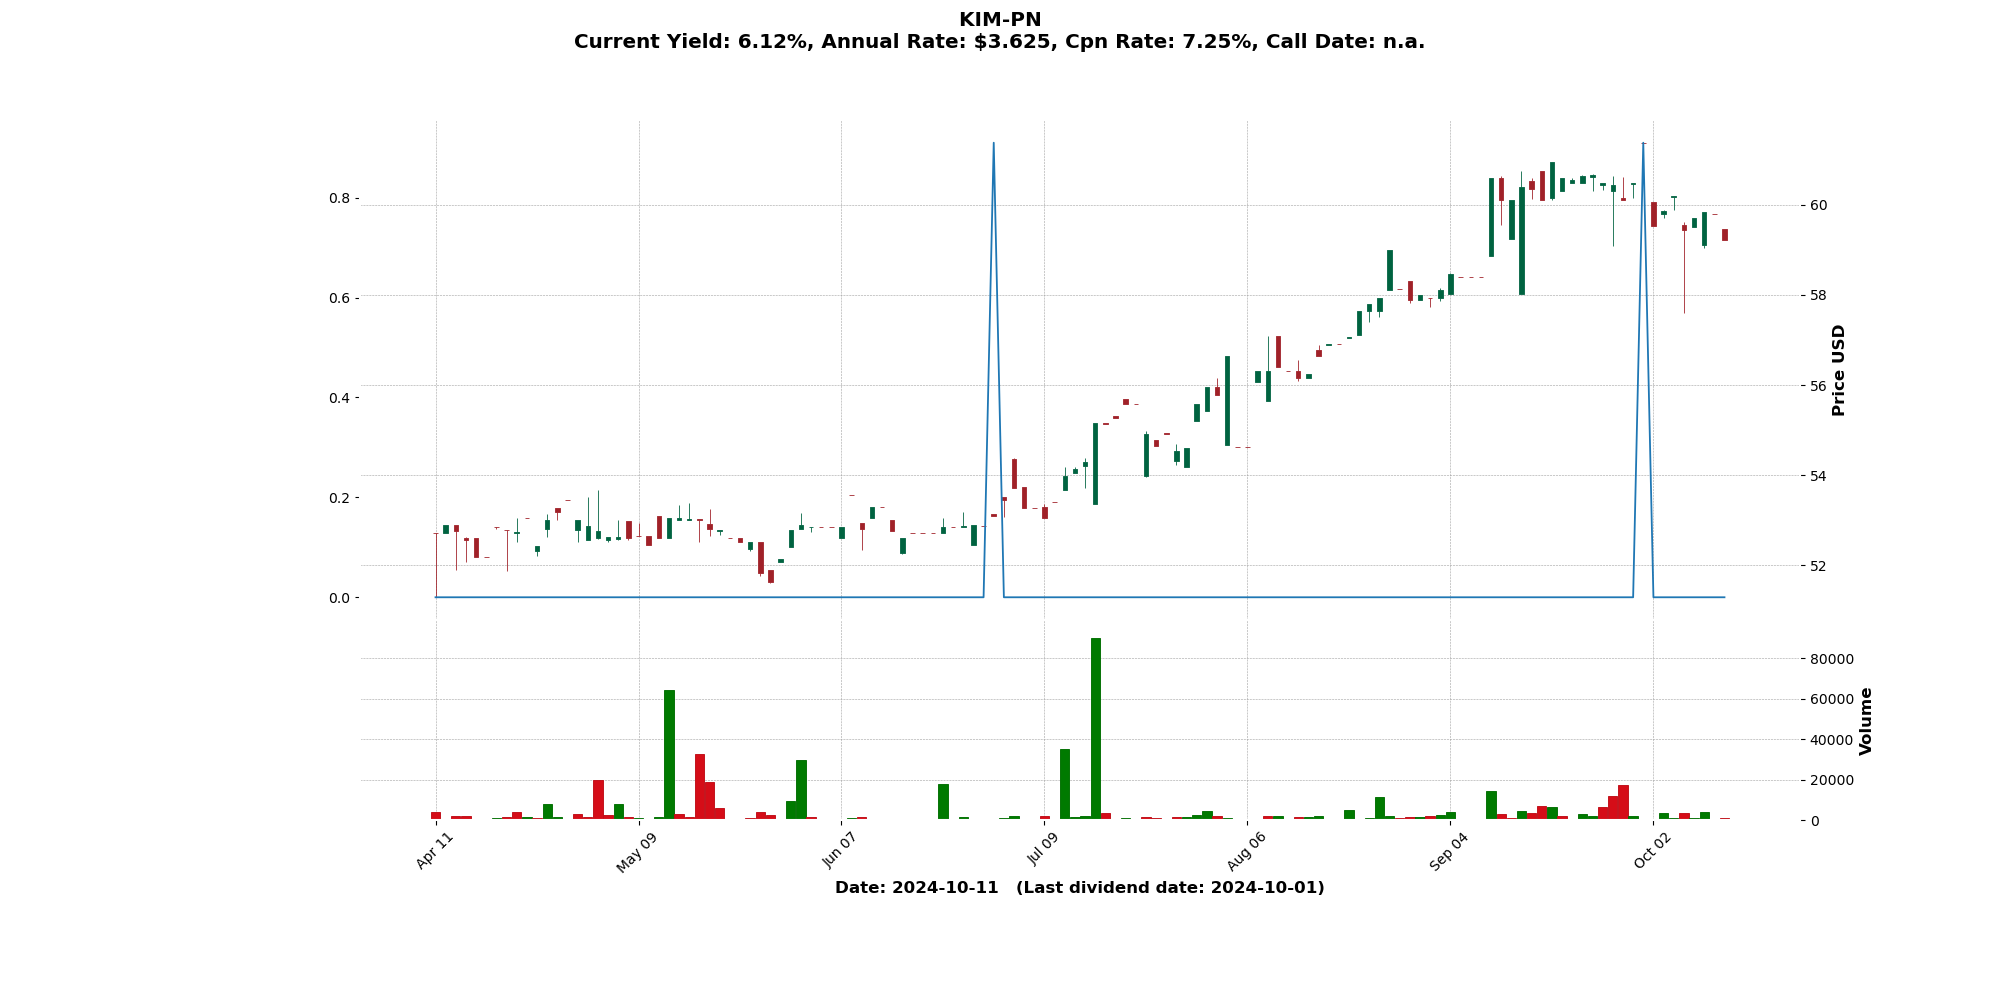 KIM-PN
Current Yield: 6.12%, Annual Rate: $3.625, Cpn Rate: 7.25%, Call Date: n.a.
0.8
0.6
0.4
0.2
0.0
60
58
56
54
52
Price USD
80000
60000
40000
20000
0
Volume
Apr 11
May 09
Jun 07
Jul 09
Aug 06
Sep 04
Oct 02
Date: 2024-10-11 (Last dividend date: 2024-10-01)